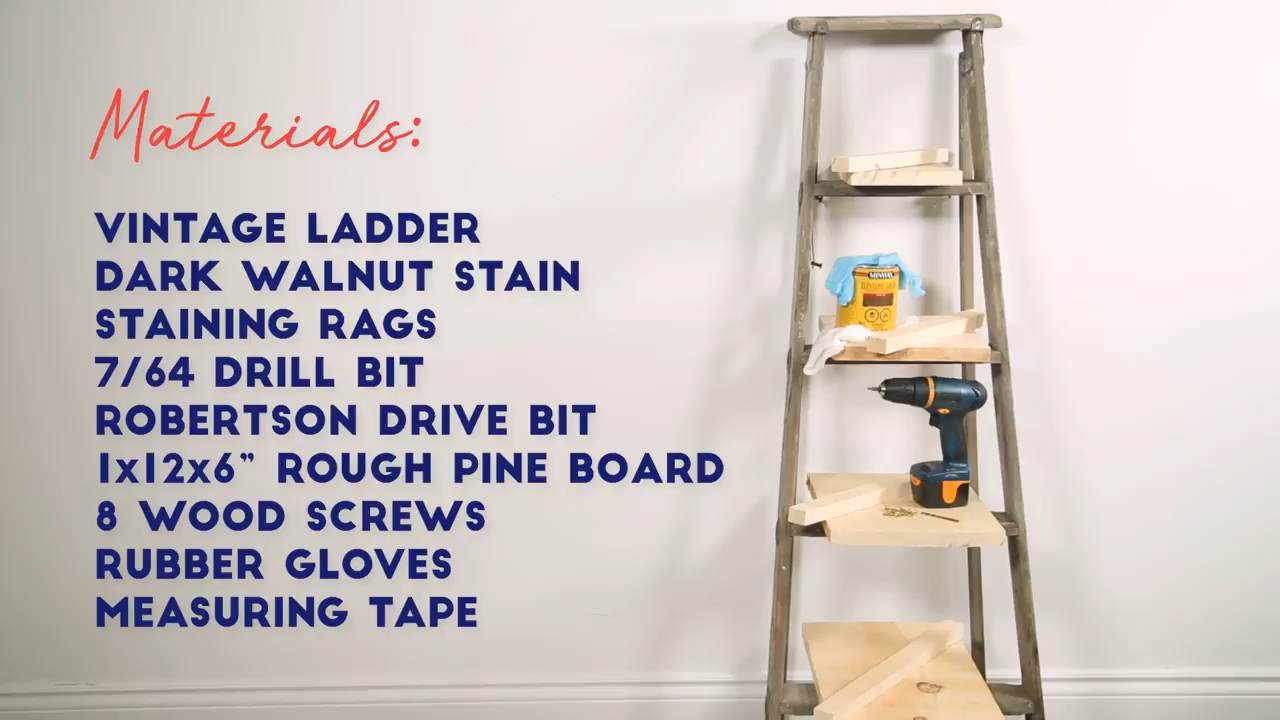 Materials:
VINTAGE LADDER
DARK WALNUT STAIN
STAINING RAGS
7/64 DRILL BIT
ROBERTSON DRIVE BIT
1x12x6” ROUGH PINE BOARD
8 WOOD SCREWS
RUBBER GLOVES
MEASURING TAPE
MINWAX